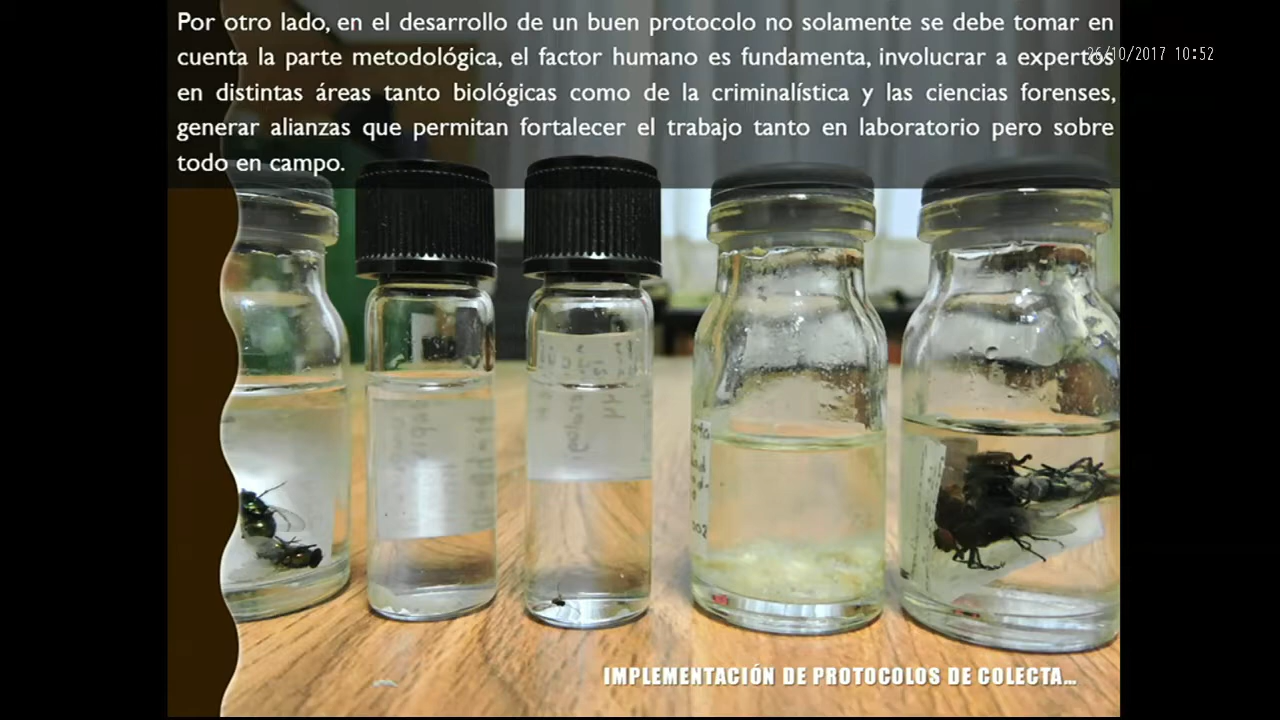 Por otro lado, en el desarrollo de un buen protocolo no solamente se debe tomar en
cuenta la parte metodológica, el factor humano es fundamenta, involucrar a expertos
26/10/2017 10:52
en distintas áreas tanto biológicas como de la criminalística y las ciencias forenses,
generar alianzas que permitan fortalecer el trabajo tanto en laboratorio pero sobre
todo en campo.
IMPLEMENTACIÓN DE PROTOCOLOS DE COLECTA...